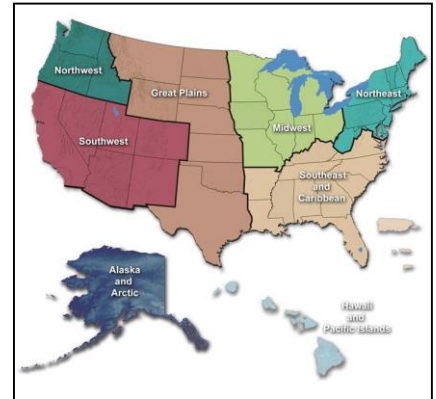 Northwest
Great Plains
Northeast
Midwest
Southwest
Southeast
and
Caribbean
Alaska
and
Arctic
Hawaii
and
Pacific Islands